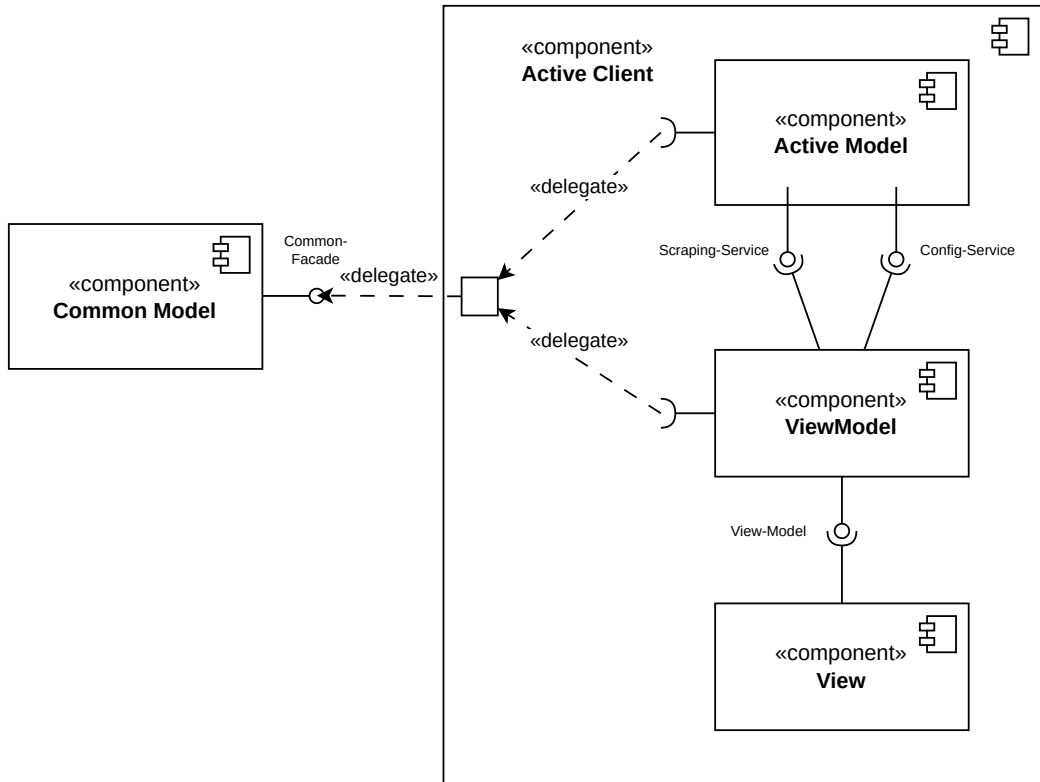 «component»
Active Client
«component»
Active Model
«delegate»
Scraping-Service
Config-Service
Common-
Facade
«delegate»
«component»
Common Model
«delegate»
«component»
ViewModel
View-Model
«component»
View